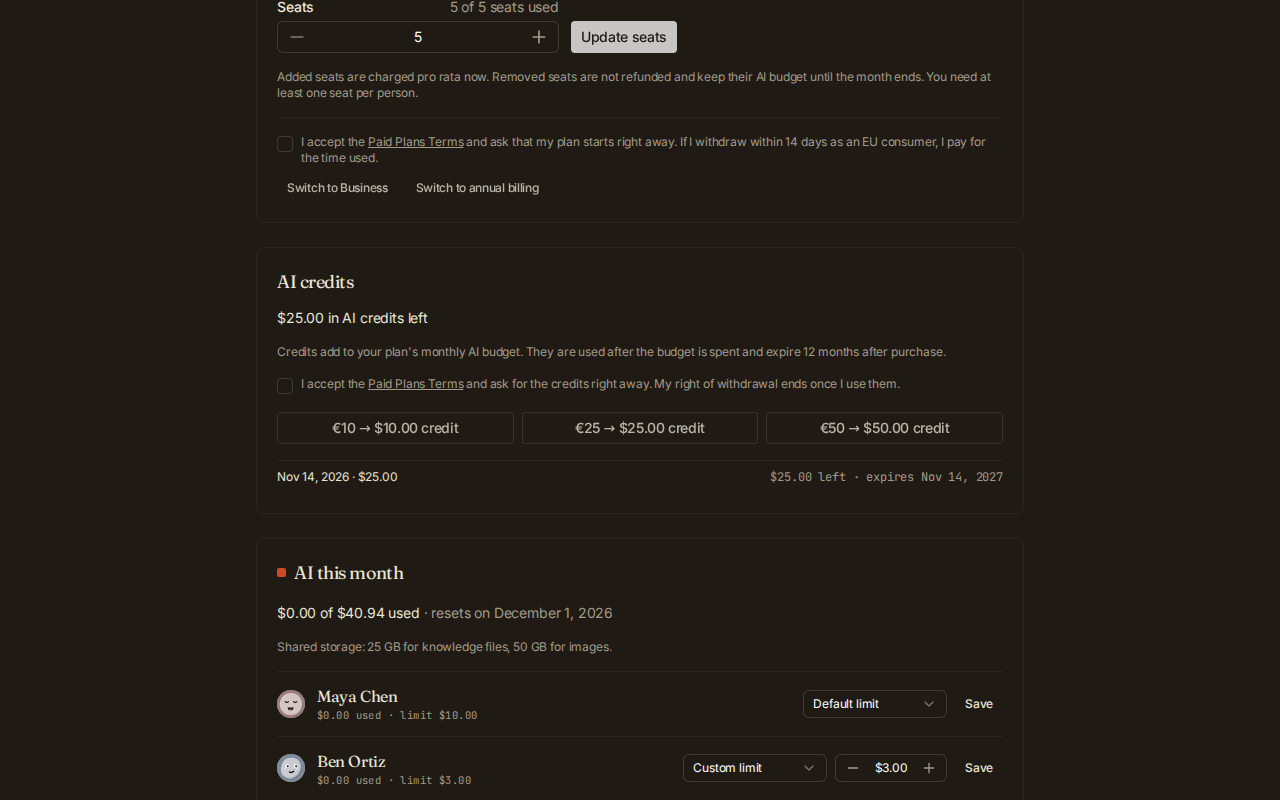 Seats 5 of 5 seats used
5 Update seats
Added seats are charged pro rata now. Removed seats are not refunded and keep their AI budget until the month ends. You need at
least one seat per person.
I accept the Paid Plans Terms and ask that my plan starts right away. If I withdraw within 14 days as an EU consumer, I pay for
the time used.
Switch to Business Switch to annual billing
AI credits
$25.00 in AI credits left
Credits add to your plan's monthly AI budget. They are used after the budget is spent and expire 12 months after purchase.
I accept the Paid Plans Terms and ask for the credits right away. My right of withdrawal ends once I use them.
€10 → $10.00 credit €25 → $25.00 credit €50 → $50.00 credit
Nov 14, 2026 · $25.00 $25.00 left · expires Nov 14, 2027
AI this month
$0.00 of $40.94 used · resets on December 1, 2026
Shared storage: 25 GB for knowledge files, 50 GB for images.
Maya Chen
$0.00 used · limit $10.00
Default limit Save
Ben Ortiz
$0.00 used · limit $3.00
Custom limit $3.00 Save